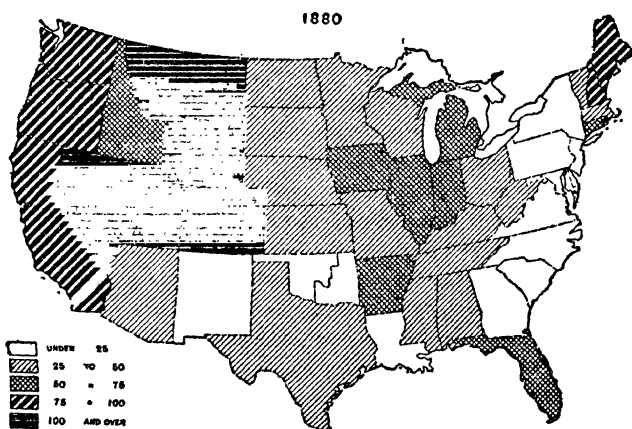 1880
UNDER 25
25 TO 50
50 " 75
75 " 100
100 AND OVER